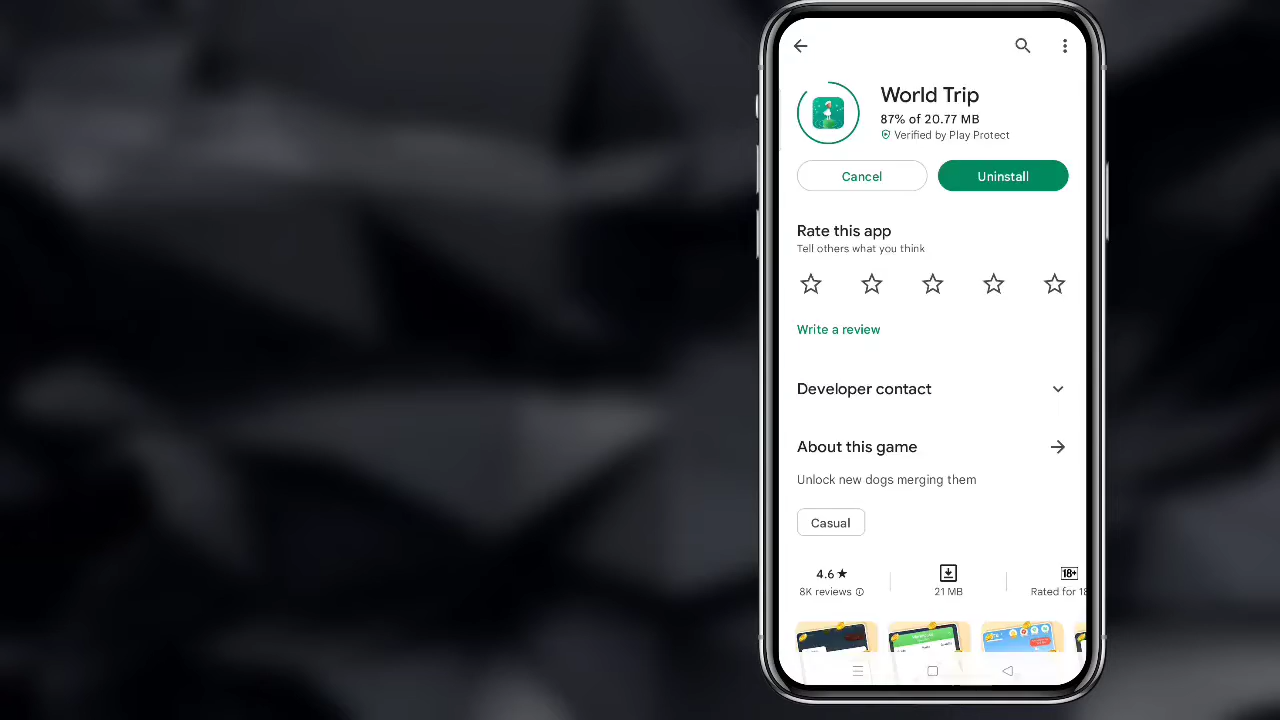 World Trip
87% of 20.77 MB
Verified by Play Protect
Cancel
Uninstall
Rate this app
Tell others what you think
Write a review
Developer contact
About this game
Unlock new dogs merging them
Casual
4.6★
18+
8K reviews
21 MB
Rated for